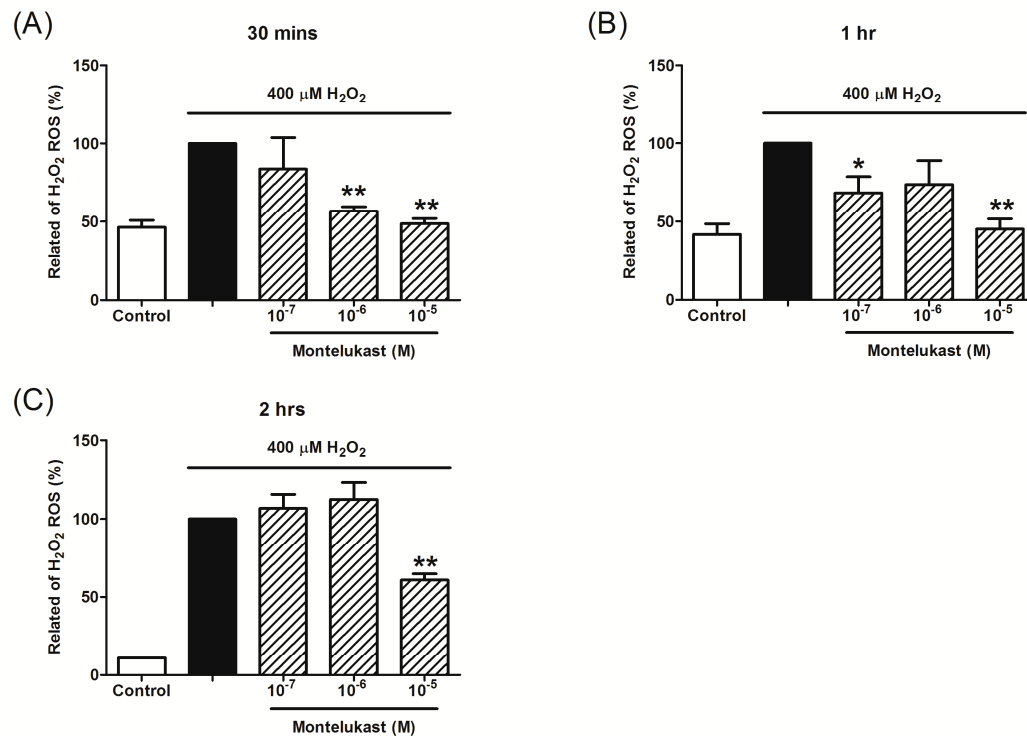 (A)
30 mins
Related of H₂O₂ ROS (%)
150
100
50
0
400 μM H₂O₂
**
**
Control
10⁻⁷
10⁻⁶
10⁻⁵
Montelukast (M)
(B)
1 hr
Related of H₂O₂ ROS (%)
150
100
50
0
400 μM H₂O₂
*
**
Control
10⁻⁷
10⁻⁶
10⁻⁵
Montelukast (M)
(C)
2 hrs
Related of H₂O₂ ROS (%)
150
100
50
0
400 μM H₂O₂
**
Control
10⁻⁷
10⁻⁶
10⁻⁵
Montelukast (M)